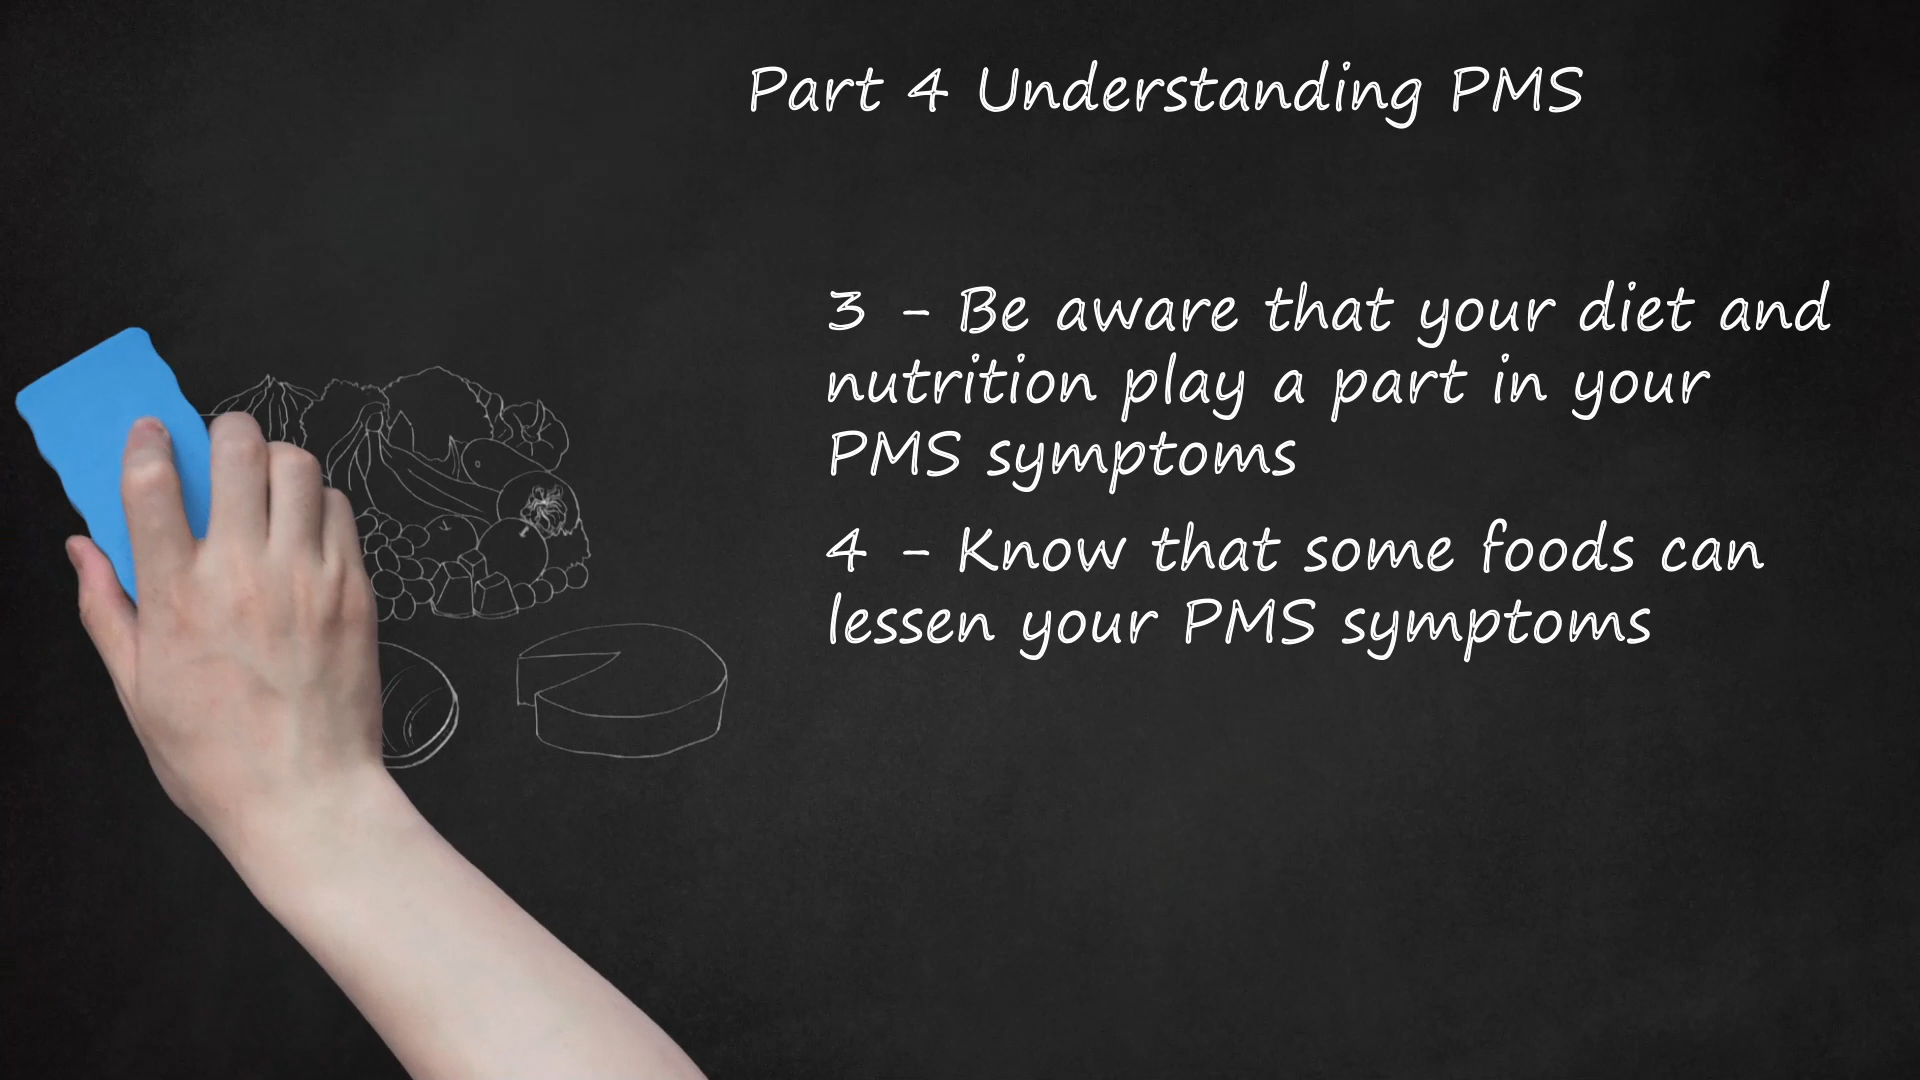 Part 4 Understanding PMS
3 - Be aware that your diet and
nutrition play a part in your
PMS symptoms
4 - Know that some foods can
lessen your PMS symptoms